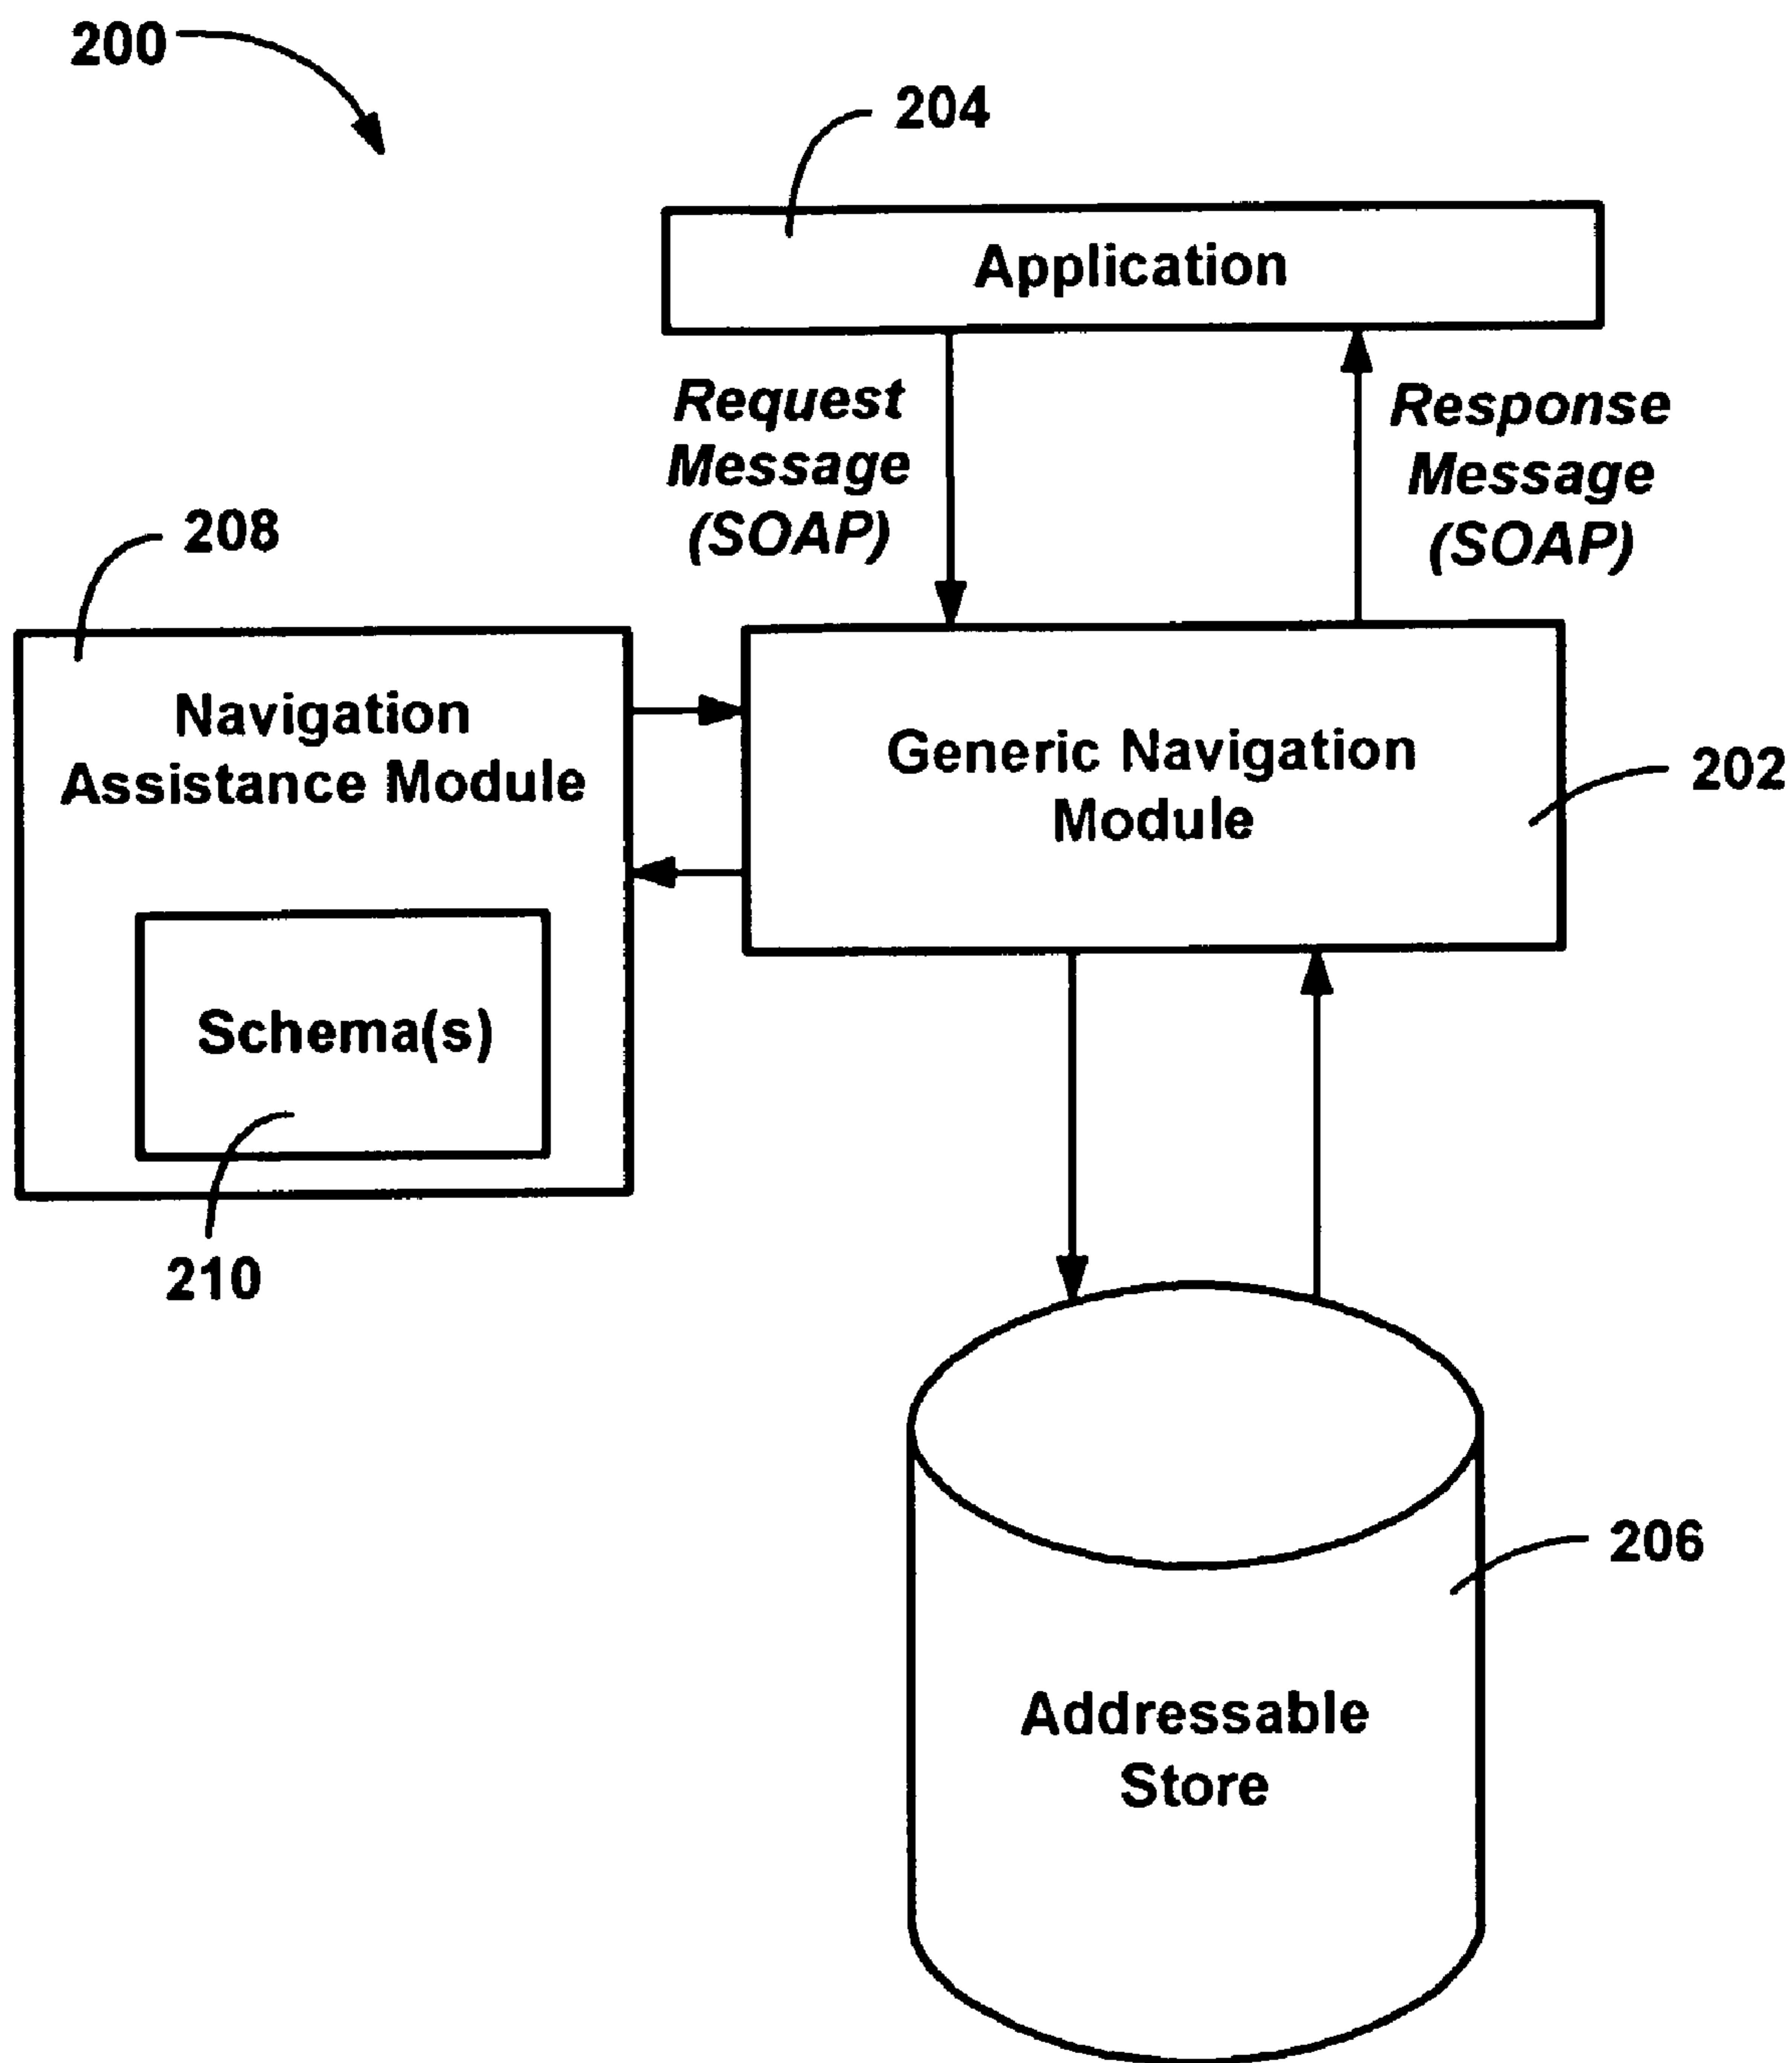 200
204
Application
Request
Message
(SOAP)
Response
Message
(SOAP)
208
Navigation
Assistance Module
Generic Navigation
Module
202
Schema(s)
210
206
Addressable
Store